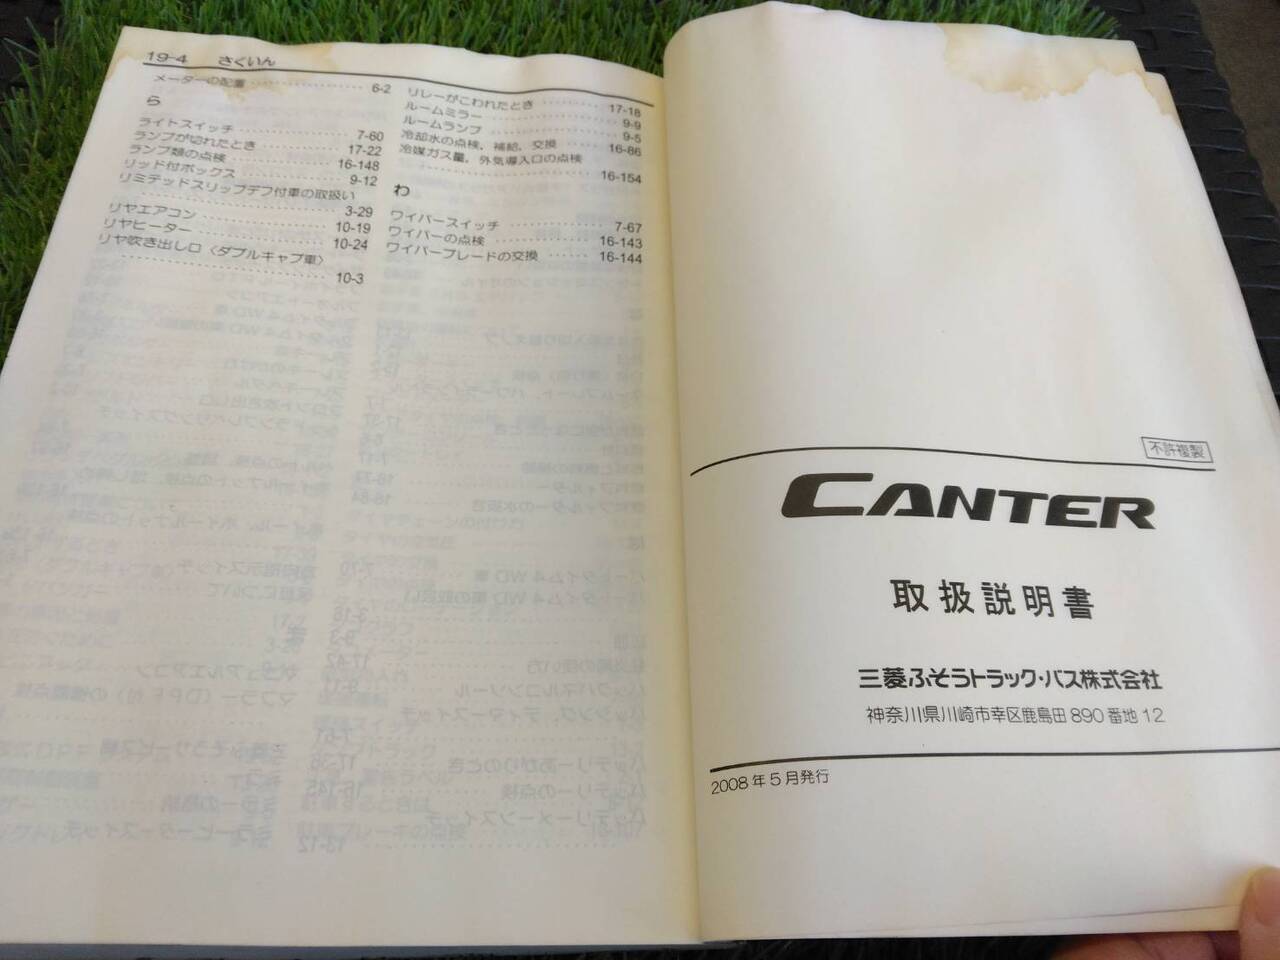 19-4 さくいん
メーターの配置 6-2
ら
ライトスイッチ 7-60
ランプが切れたとき 17-22
ランプ類の点検 16-148
リッド付ボックス 9-12
リミテッドスリップデフ付車の取扱い
3-29
リヤエアコン 10-19
リヤヒーター 10-24
リヤ吹き出し口〈ダブルキャブ車〉
10-3
リレーがこわれたとき 17-18
ルームミラー 9-9
ルームランプ 9-5
冷却水の点検，補給，交換 16-86
冷媒ガス量，外気導入口の点検
16-154
わ
ワイパースイッチ 7-67
ワイパーの点検 16-143
ワイパーブレードの交換 16-144
不許複製
CANTER
取扱説明書
三菱ふそうトラック・バス株式会社
神奈川県川崎市幸区鹿島田890番地12
2008年5月発行